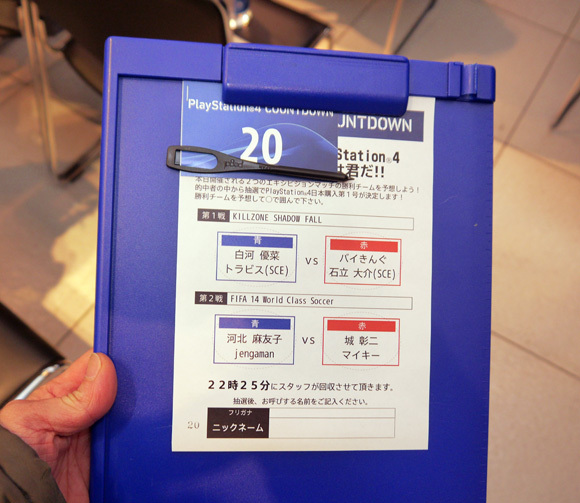 PlayStation®4 COUNTDOWN
UNTDOWN
20
Station®4
は君だ!!
本日開催される2つのエキシビションマッチの勝利チームを予想しよう!
的中者の中から抽選でPlayStation®4日本購入第1号が決定します!
勝利チームを予想して○で囲んで下さい。
第1戦 KILLZONE SHADOW FALL
青
白河 優菜
トラビス(SCE)
vs
赤
バイきんぐ
石立 大介(SCE)
第2戦 FIFA 14 World Class Soccer
青
河北 麻友子
jengaman
vs
赤
城 彰二
マイキー
22時25分にスタッフが回収させて頂きます。
抽選後、お呼びする名前をご記入ください。
フリガナ
ニックネーム
20